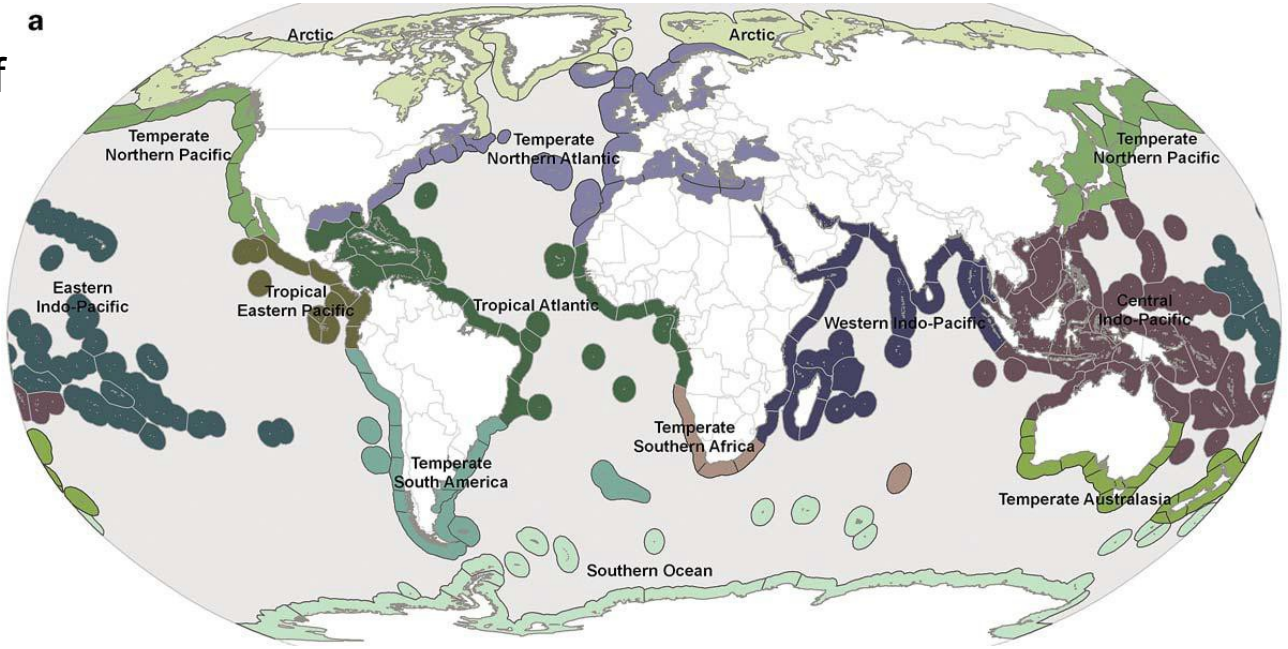 a
f
Arctic
Arctic
Temperate
Northern Pacific
Temperate
Northern Atlantic
Temperate
Northern Pacific
Eastern
Indo-Pacific
Tropical
Eastern Pacific
Tropical Atlantic
Western Indo-Pacific
Central
Indo-Pacific
Temperate
Southern Africa
Temperate
South America
Temperate Australasia
Southern Ocean